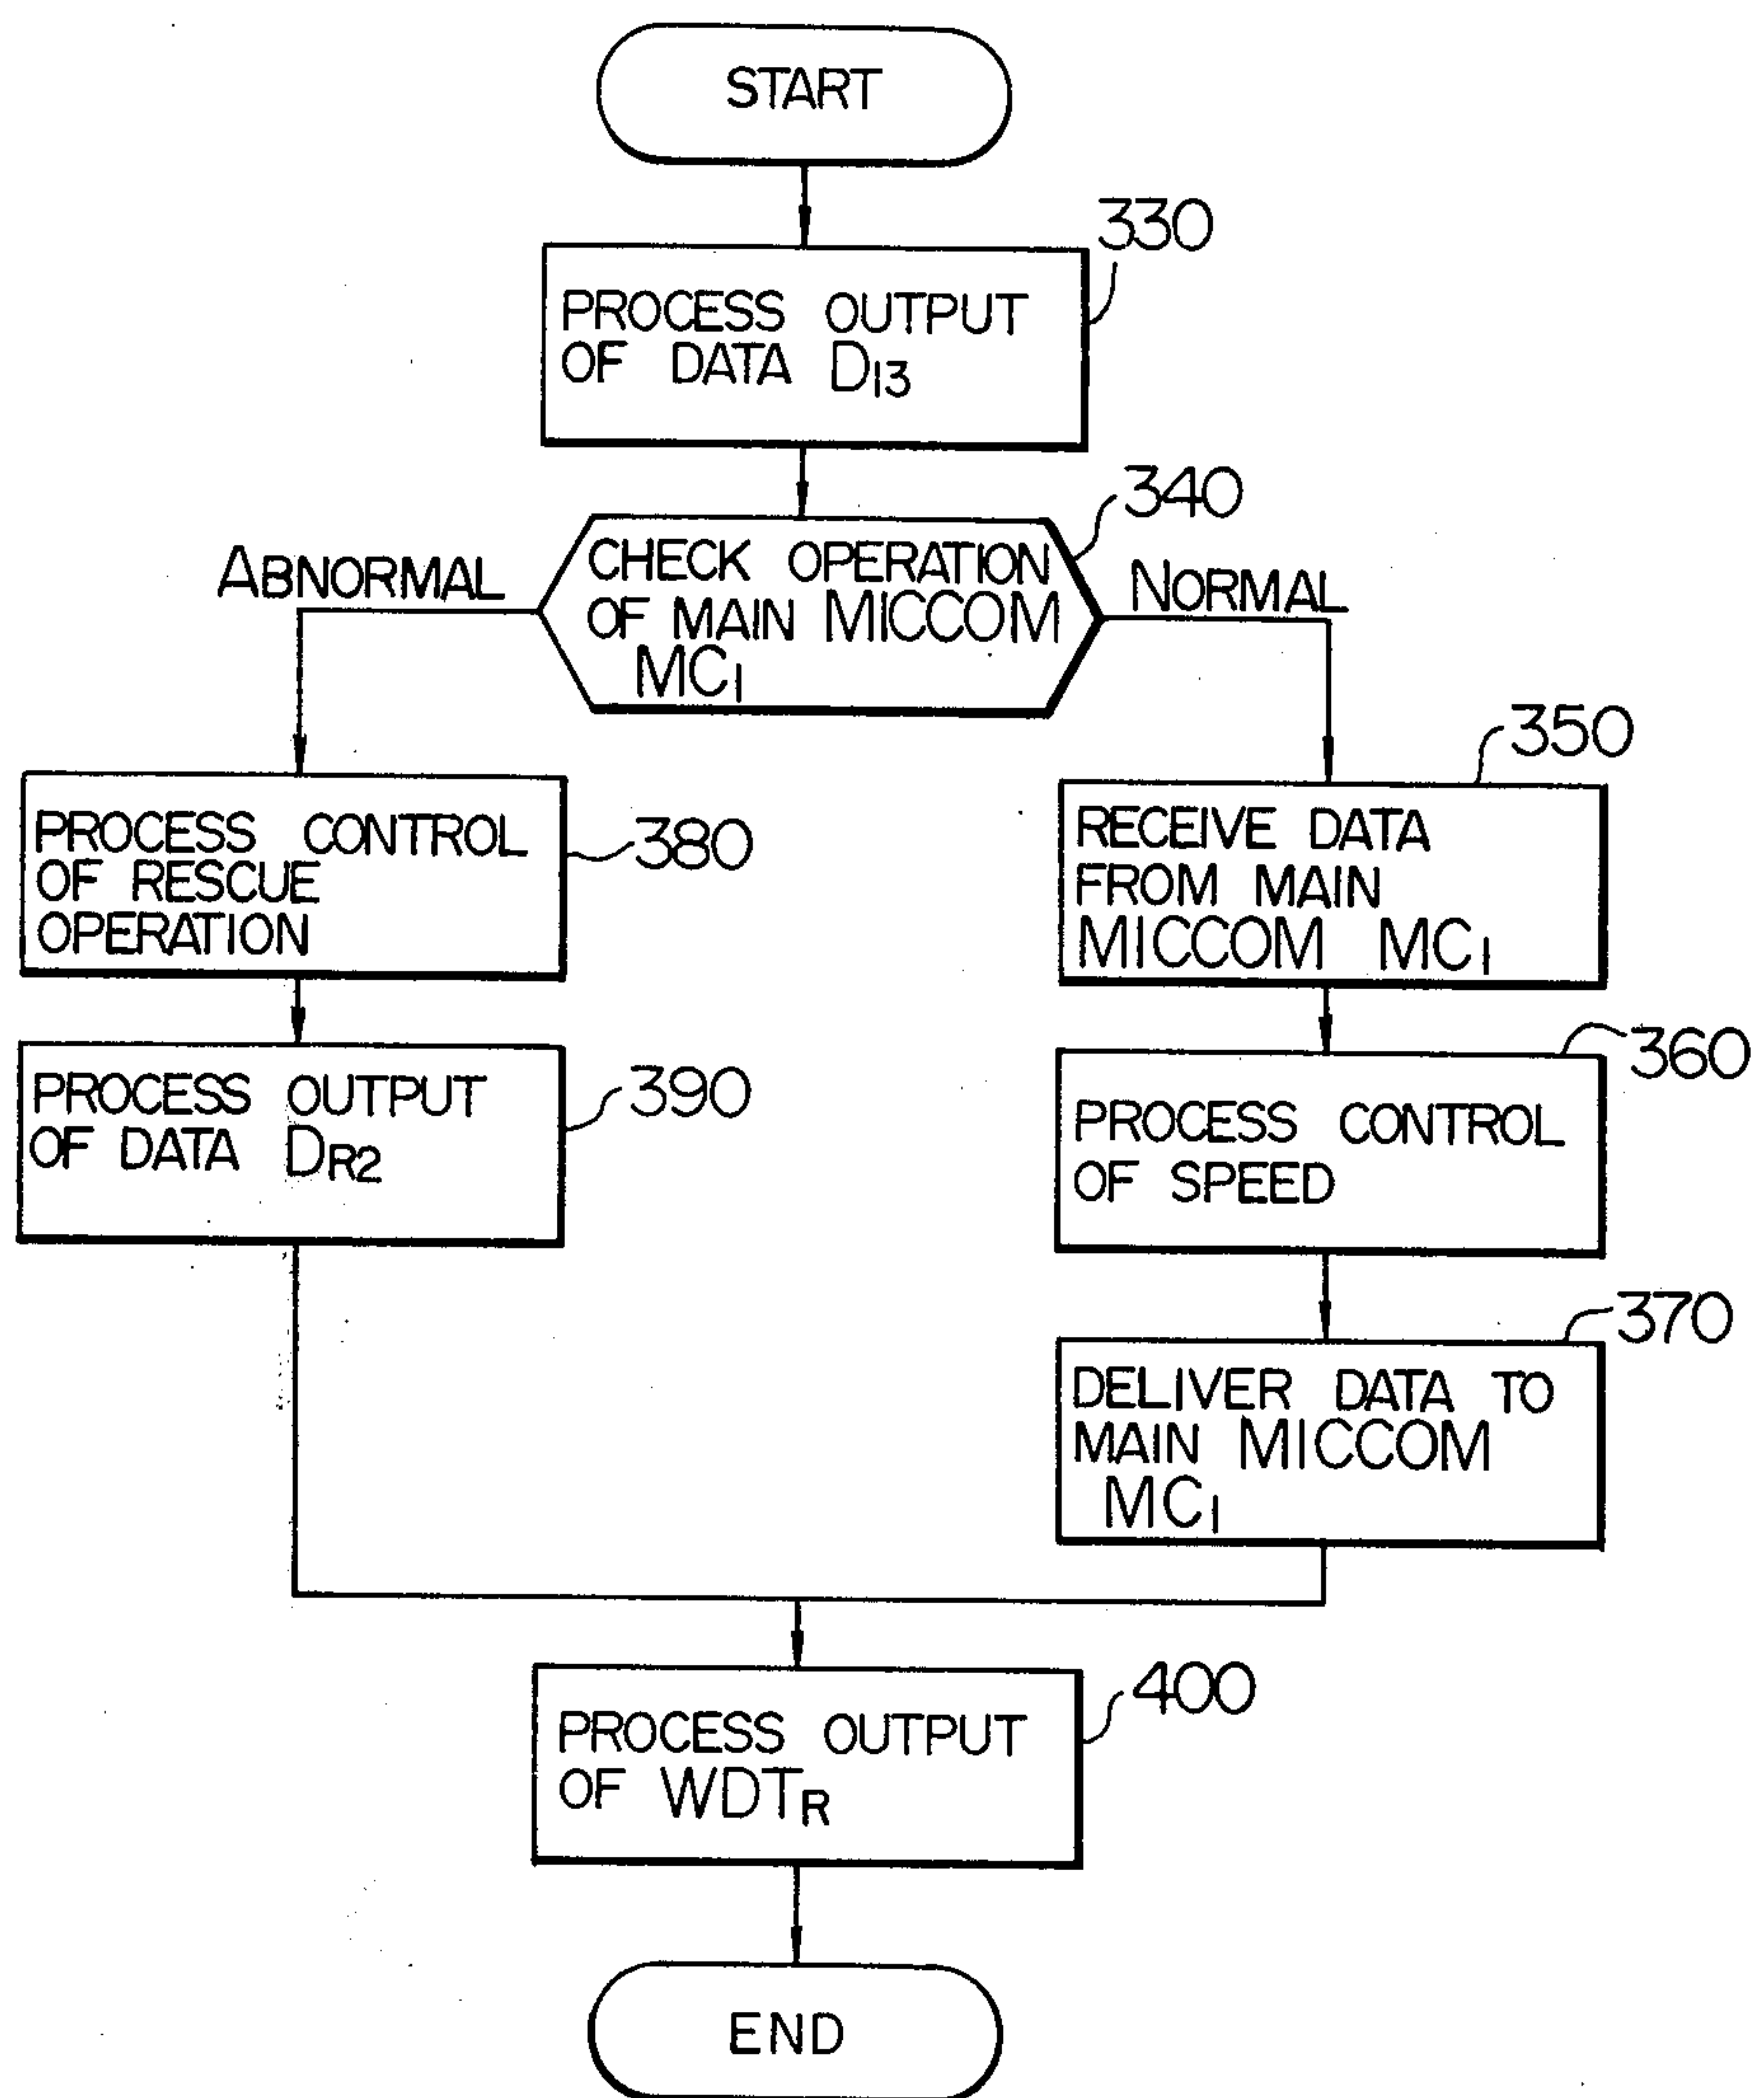 START
330
PROCESS OUTPUT
OF DATA D13
340
CHECK OPERATION
OF MAIN MICCOM
MC1
ABNORMAL
NORMAL
380
PROCESS CONTROL
OF RESCUE
OPERATION
390
PROCESS OUTPUT
OF DATA DR2
350
RECEIVE DATA
FROM MAIN
MICCOM MC1
360
PROCESS CONTROL
OF SPEED
370
DELIVER DATA TO
MAIN MICCOM
MC1
400
PROCESS OUTPUT
OF WDTR
END